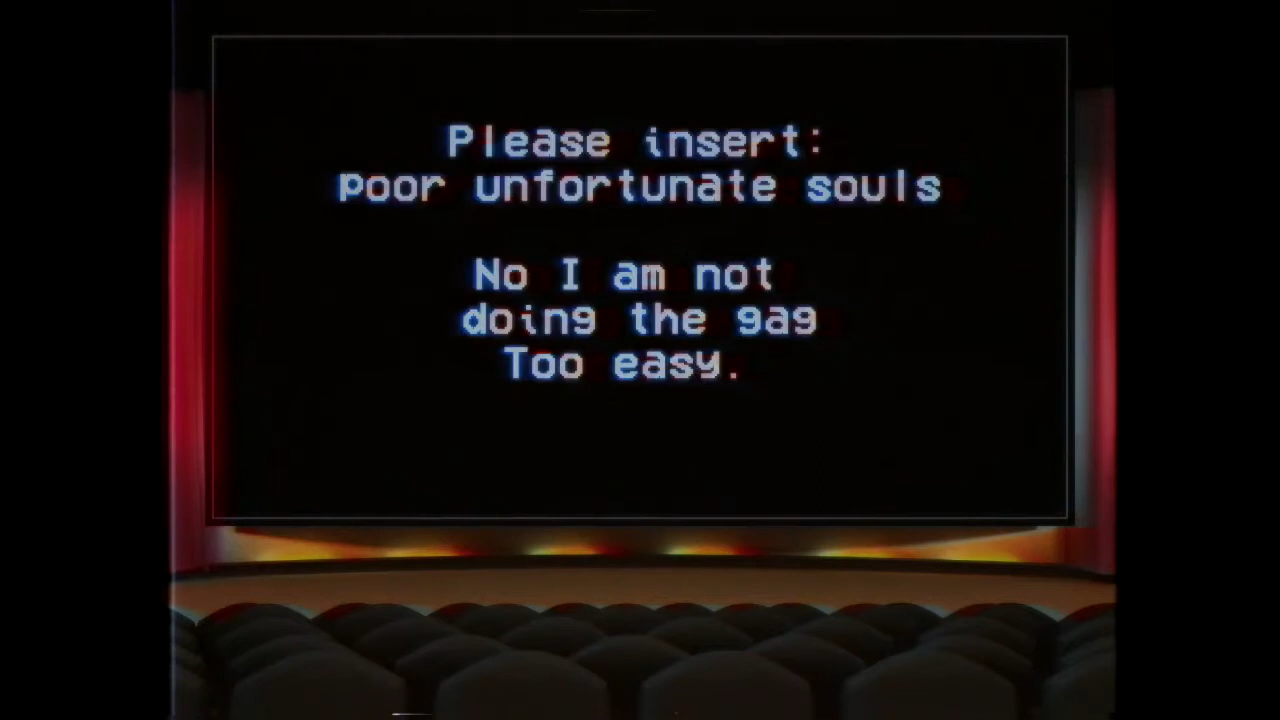 Please insert:
Poor unfortunate souls
No I am not
doing the gag
Too easy.